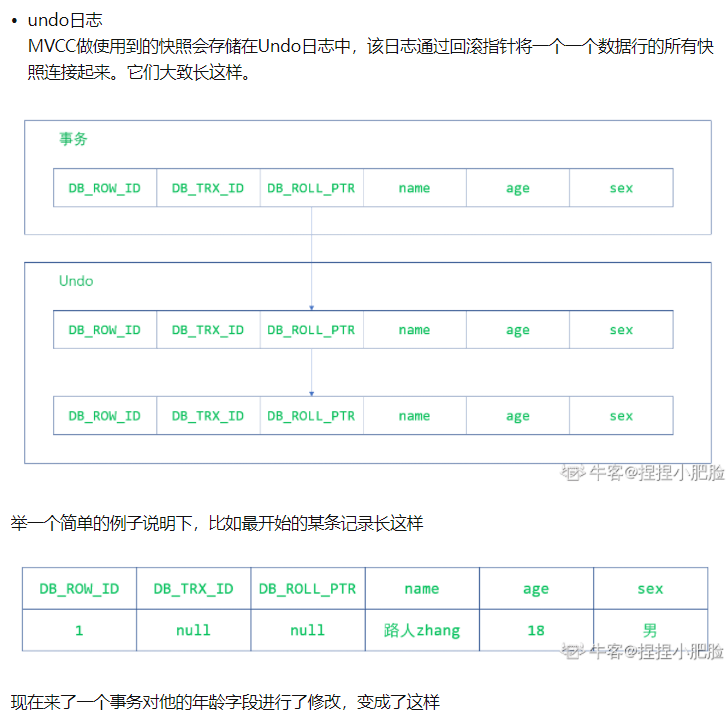 undo日志
MVCC做使用到的快照会存储在Undo日志中，该日志通过回滚指针将一个一个数据行的所有快
照连接起来。它们大致长这样。
事务
DB_ROW_ID DB_TRX_ID DB_ROLL_PTR name age sex
Undo
DB_ROW_ID DB_TRX_ID DB_ROLL_PTR name age sex
DB_ROW_ID DB_TRX_ID DB_ROLL_PTR name age sex
牛客@捏捏小肥脸
举一个简单的例子说明下，比如最开始的某条记录长这样
DB_ROW_ID DB_TRX_ID DB_ROLL_PTR name age sex
1 null null 路人zhang 18 男
牛客@捏捏小肥脸
现在来了一个事务对他的年龄字段进行了修改，变成了这样